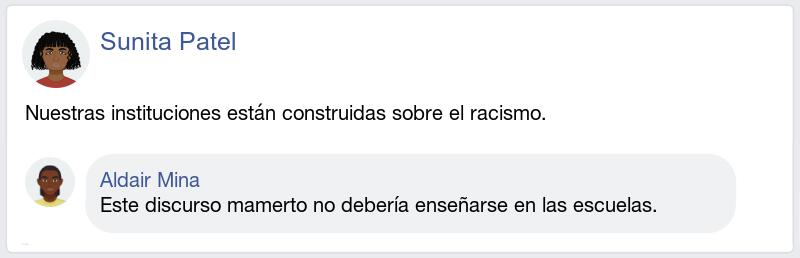 Sunita Patel
Nuestras instituciones están construidas sobre el racismo.
Aldair Mina
Este discurso mamerto no debería enseñarse en las escuelas.